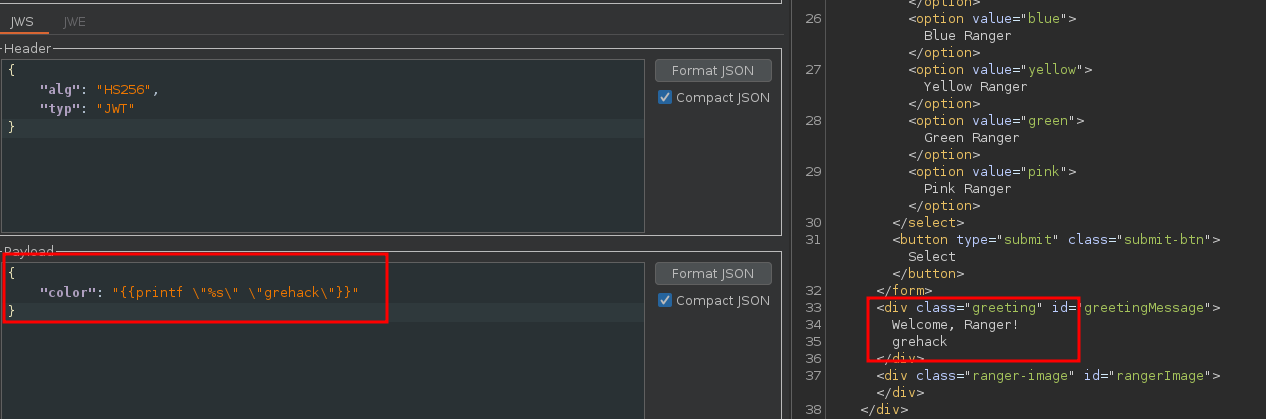 JWS JWE
Header
{
"alg": "HS256",
"typ": "JWT"
}
Format JSON
Compact JSON
Payload
{
"color": "{{printf \"%s\" \"grehack\"}}"
}
Format JSON
Compact JSON
</option>
26 <option value="blue">
Blue Ranger
</option>
27 <option value="yellow">
Yellow Ranger
</option>
28 <option value="green">
Green Ranger
</option>
29 <option value="pink">
Pink Ranger
</option>
30 </select>
31 <button type="submit" class="submit-btn">
Select
</button>
32 </form>
33 <div class="greeting" id="greetingMessage">
34 Welcome, Ranger!
35 grehack
36 </div>
37 <div class="ranger-image" id="rangerImage">
</div>
38 </div>